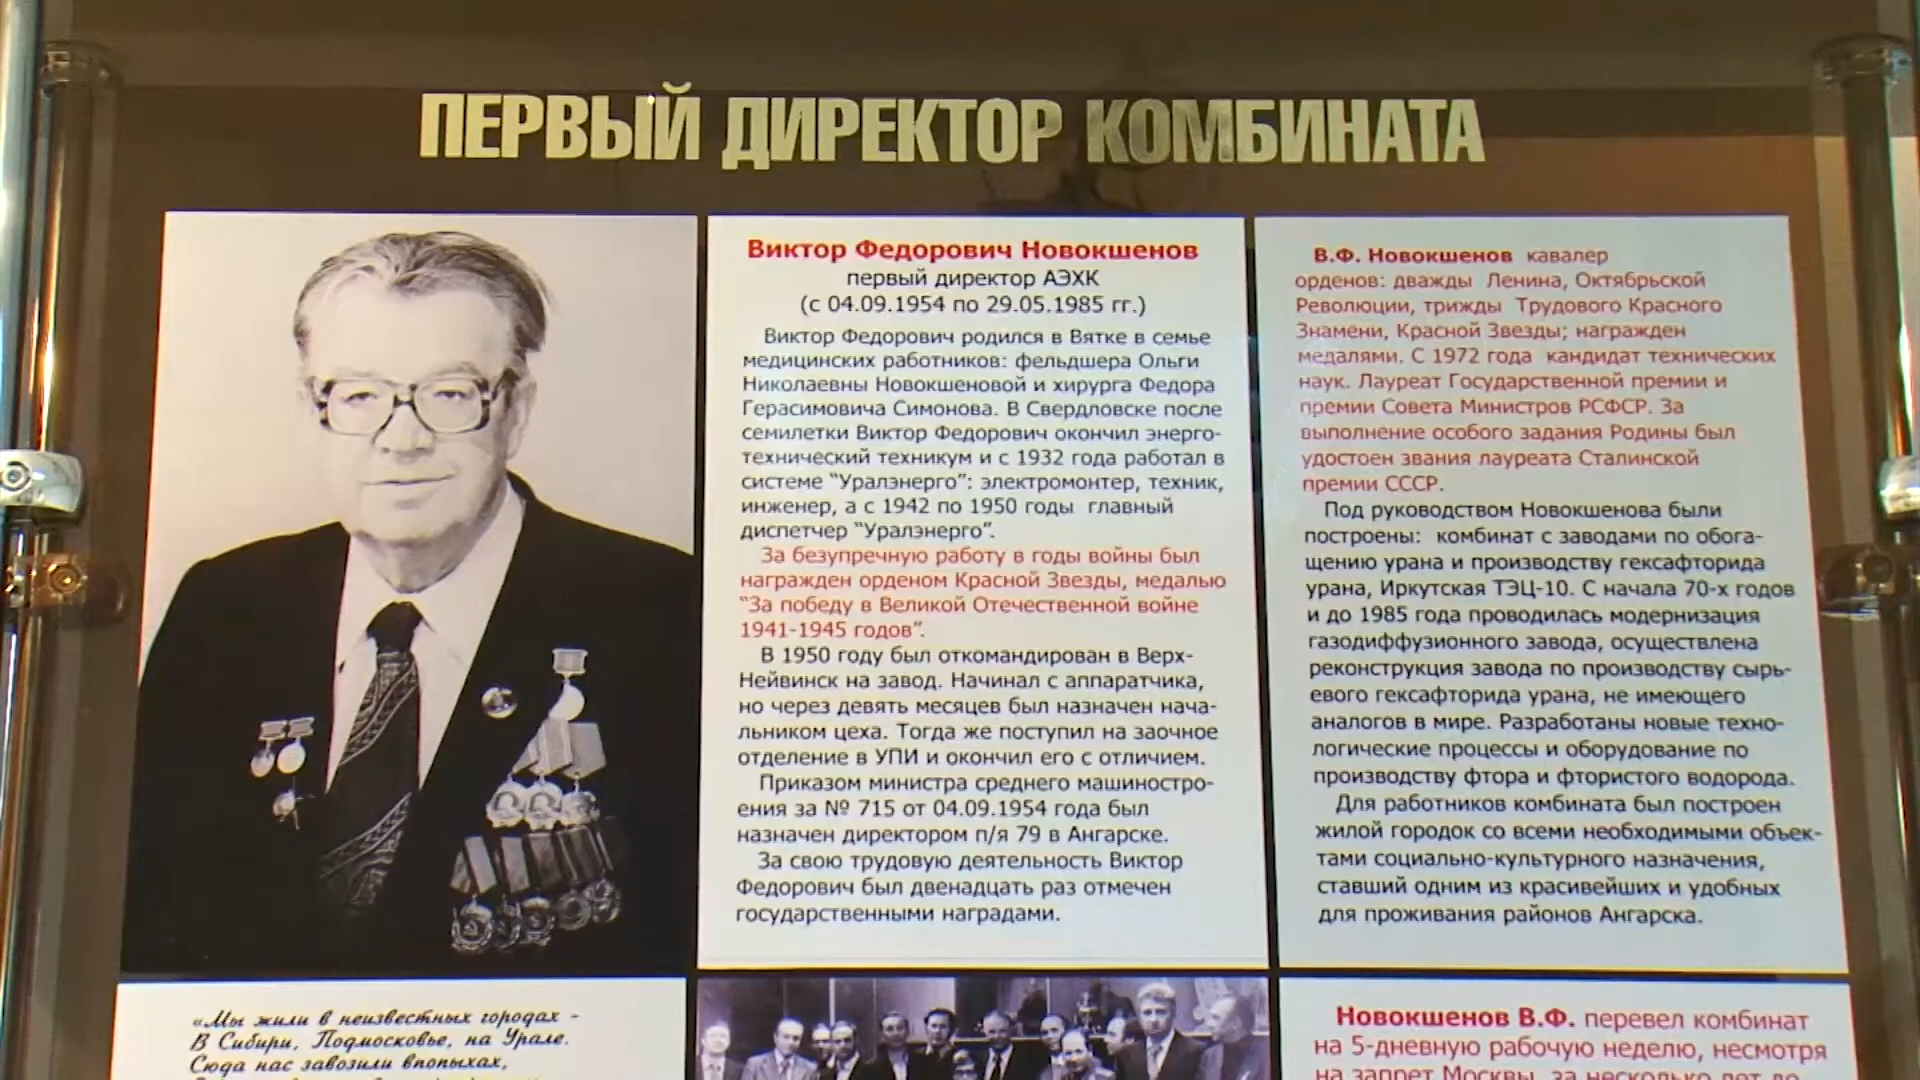 ПЕРВЫЙ ДИРЕКТОР КОМБИНАТА
Виктор Федорович Новокшенов
первый директор АЭХК
(с 04.09.1954 по 29.05.1985 гг.)
Виктор Федорович родился в Вятке в семье
медицинских работников: фельдшера Ольги
Николаевны Новокшеновой и хирурга Федора
Герасимовича Симонова. В Свердловске после
семилетки Виктор Федорович окончил энерго-
технический техникум и с 1932 года работал в
системе "Уралэнерго": электромонтер, техник,
инженер, а с 1942 по 1950 годы главный
диспетчер "Уралэнерго".
За безупречную работу в годы войны был
награжден орденом Красной Звезды, медалью
"За победу в Великой Отечественной войне
1941-1945 годов".
В 1950 году был откомандирован в Верх-
Нейвинск на завод. Начинал с аппаратчика,
но через девять месяцев был назначен нача-
льником цеха. Тогда же поступил на заочное
отделение в УПИ и окончил его с отличием.
Приказом министра среднего машиностро-
ения за № 715 от 04.09.1954 года был
назначен директором п/я 79 в Ангарске.
За свою трудовую деятельность Виктор
Федорович был двенадцать раз отмечен
государственными наградами.
В.Ф. Новокшенов кавалер
орденов: дважды Ленина, Октябрьской
Революции, трижды Трудового Красного
Знамени, Красной Звезды; награжден
медалями. С 1972 года кандидат технических
наук. Лауреат Государственной премии и
премии Совета Министров РСФСР. За
выполнение особого задания Родины был
удостоен звания лауреата Сталинской
премии СССР.
Под руководством Новокшенова были
построены: комбинат с заводами по обога-
щению урана и производству гексафторида
урана, Иркутская ТЭЦ-10. С начала 70-х годов
и до 1985 года проводилась модернизация
газодиффузионного завода, осуществлена
реконструкция завода по производству сырь-
евого гексафторида урана, не имеющего
аналогов в мире. Разработаны новые техно-
логические процессы и оборудование по
производству фтора и фтористого водорода.
Для работников комбината был построен
жилой городок со всеми необходимыми объек-
тами социально-культурного назначения,
ставший одним из красивейших и удобных
для проживания районов Ангарска.
«Мы жили в неизвестных городах -
В Сибири, Подмосковье, на Урале.
Сюда нас завозили впопыхах,
Новокшенов В.Ф. перевел комбинат
на 5-дневную рабочую неделю, несмотря
на запрет Москвы, за несколько лет до